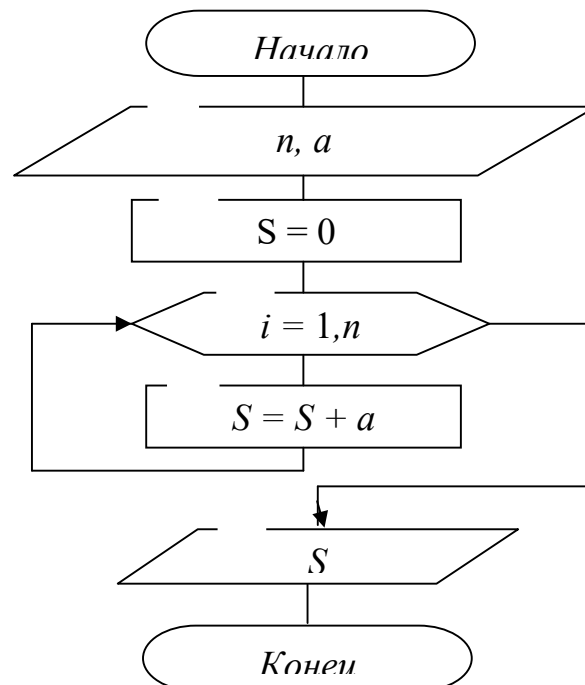 Начало
n, a
S = 0
i = 1,n
S = S + a
S
Конец